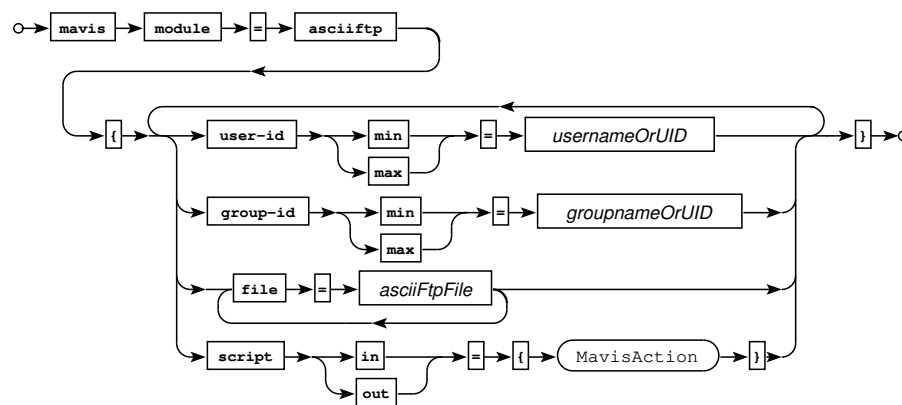 mavis module = asciiftp
{ user-id min = usernameOrUID }
max
group-id min = groupnameOrUID
max
file = asciiFtpFile
script in = { MavisAction }
out